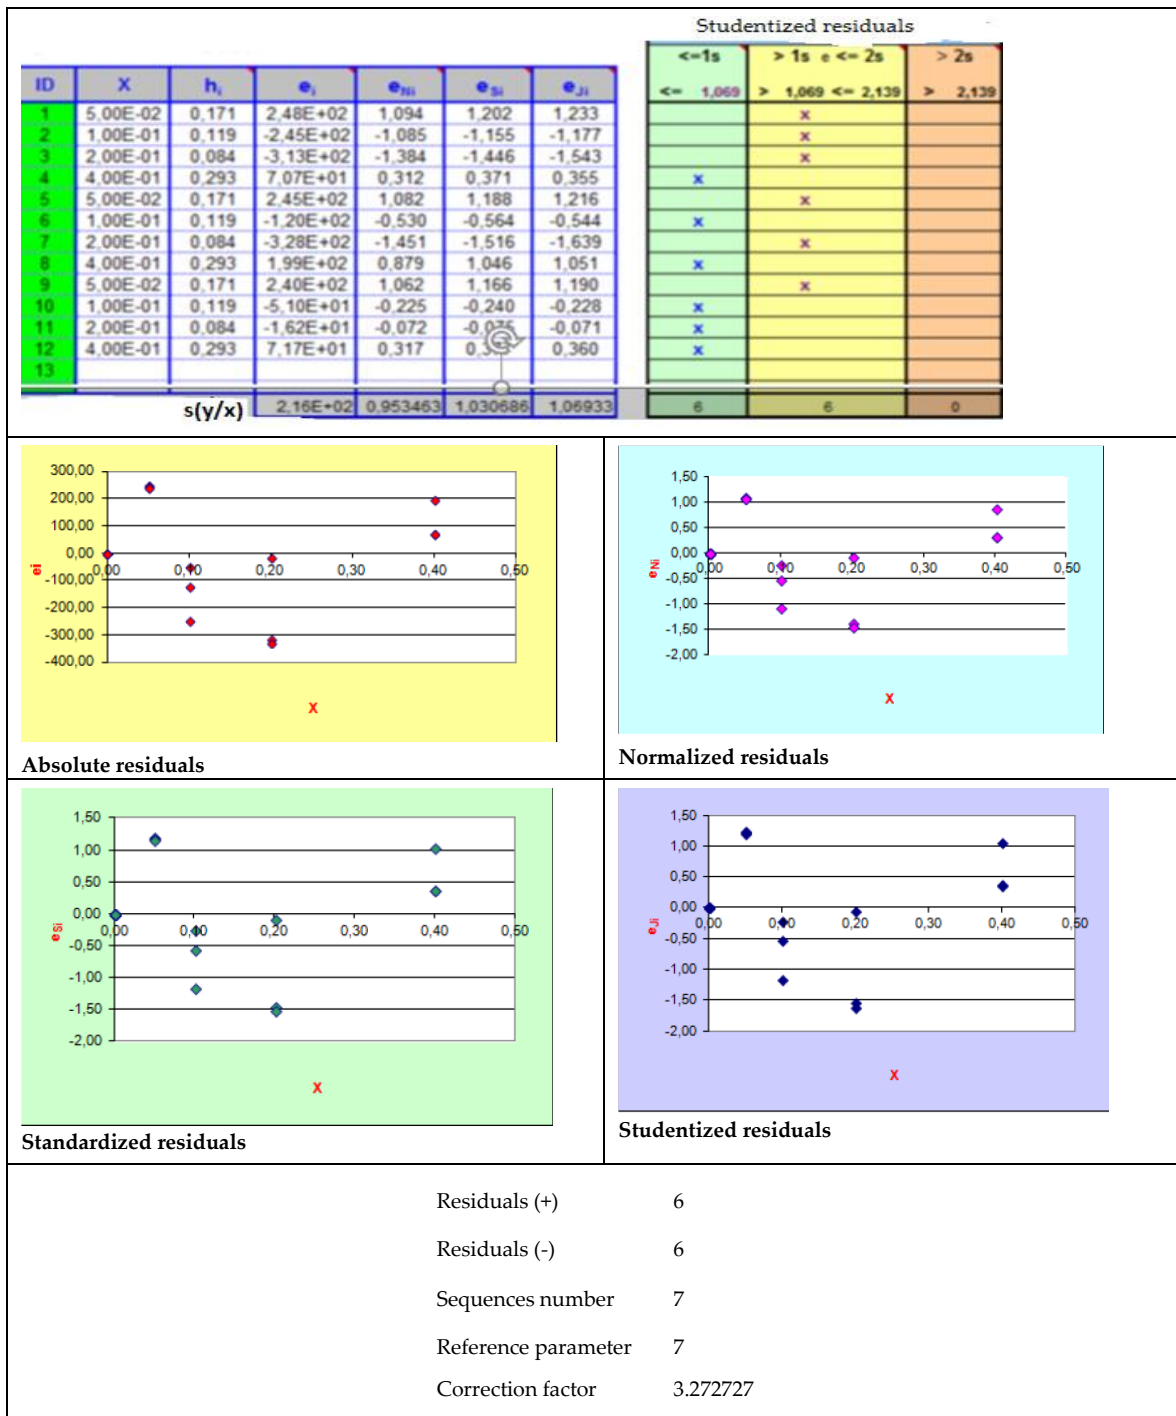 Studentized residuals
<=1s > 1s e <= 2s > 2s
ID X hi ei eNi eSi eJi <= 1,069 > 1,069 <= 2,139 > 2,139
1 5,00E-02 0,171 2,48E+02 1,094 1,202 1,233 x
2 1,00E-01 0,119 -2,45E+02 -1,085 -1,155 -1,177 x
3 2,00E-01 0,084 -3,13E+02 -1,384 -1,446 -1,543 x
4 4,00E-01 0,293 7,07E+01 0,312 0,371 0,355 x
5 5,00E-02 0,171 2,45E+02 1,082 1,188 1,216 x
6 1,00E-01 0,119 -1,20E+02 -0,530 -0,564 -0,544 x
7 2,00E-01 0,084 -3,28E+02 -1,451 -1,516 -1,639 x
8 4,00E-01 0,293 1,99E+02 0,879 1,046 1,051 x
9 5,00E-02 0,171 2,40E+02 1,062 1,166 1,190 x
10 1,00E-01 0,119 -5,10E+01 -0,225 -0,240 -0,228 x
11 2,00E-01 0,084 -1,62E+01 -0,072 -0,071 x
12 4,00E-01 0,293 7,17E+01 0,317 0,360 x
13
s(y/x) 2,16E+02 0,953463 1,030686 1,06933 6 6 0
300,00
200,00
100,00
0,00
-100,00
-200,00
-300,00
-400,00
0,00 0,10 0,20 0,30 0,40 0,50
ei
X
Absolute residuals
1,50
1,00
0,50
0,00
-0,50
-1,00
-1,50
-2,00
0,00 0,10 0,20 0,30 0,40 0,50
eNi
X
Normalized residuals
1,50
1,00
0,50
0,00
-0,50
-1,00
-1,50
-2,00
0,00 0,10 0,20 0,30 0,40 0,50
eSi
X
Standardized residuals
1,50
1,00
0,50
0,00
-0,50
-1,00
-1,50
-2,00
0,00 0,10 0,20 0,30 0,40 0,50
eJi
X
Studentized residuals
Residuals (+) 6
Residuals (-) 6
Sequences number 7
Reference parameter 7
Correction factor 3.272727